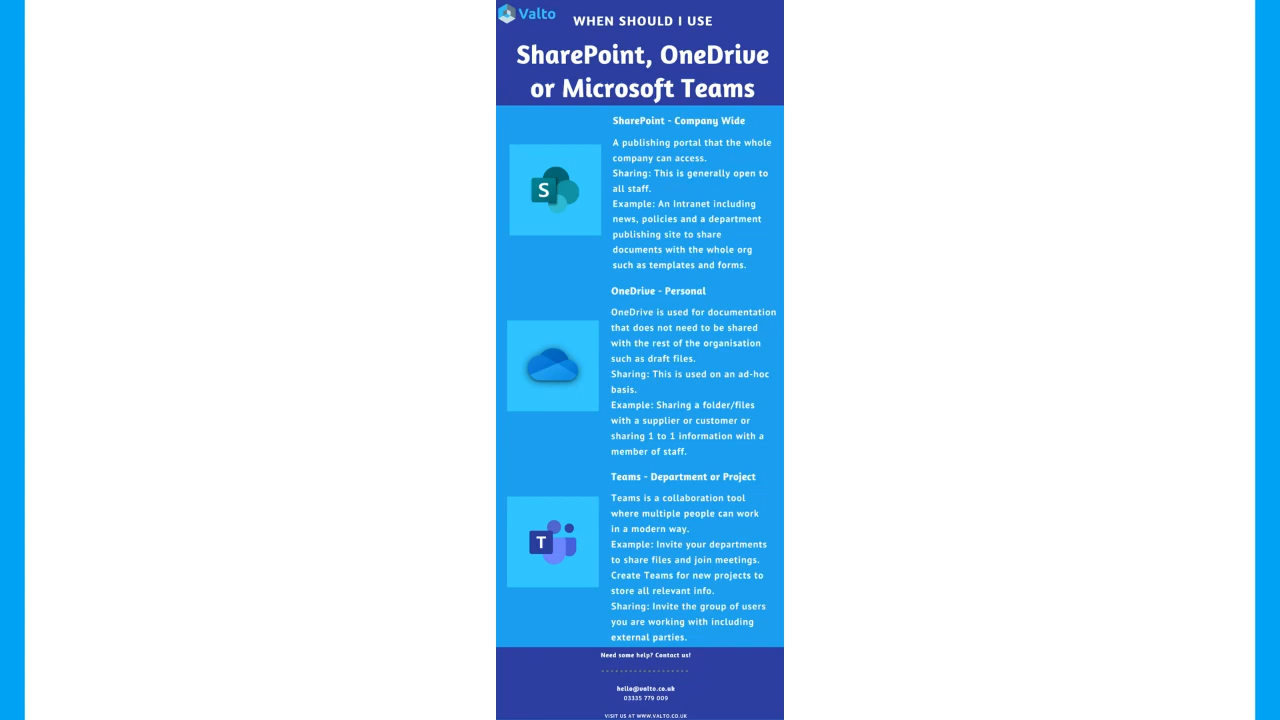 Valto
WHEN SHOULD I USE
SharePoint, OneDrive
or Microsoft Teams
SharePoint - Company Wide
A publishing portal that the whole
company can access.
Sharing: This is generally open to
all staff.
Example: An Intranet including
news, policies and a department
publishing site to share
documents with the whole org
such as templates and forms.
S
OneDrive - Personal
OneDrive is used for documentation
that does not need to be shared
with the rest of the organisation
such as draft files.
Sharing: This is used on an ad-hoc
basis.
Example: Sharing a folder/files
with a supplier or customer or
sharing 1 to 1 information with a
member of staff.
Teams - Department or Project
Teams is a collaboration tool
where multiple people can work
in a modern way.
Example: Invite your departments
to share files and join meetings.
Create Teams for new projects to
store all relevant info.
Sharing: Invite the group of users
you are working with including
external parties.
T
Need some help? Contact us!
hello@valto.co.uk
03335 779 009
VISIT US AT WWW.VALTO.CO.UK